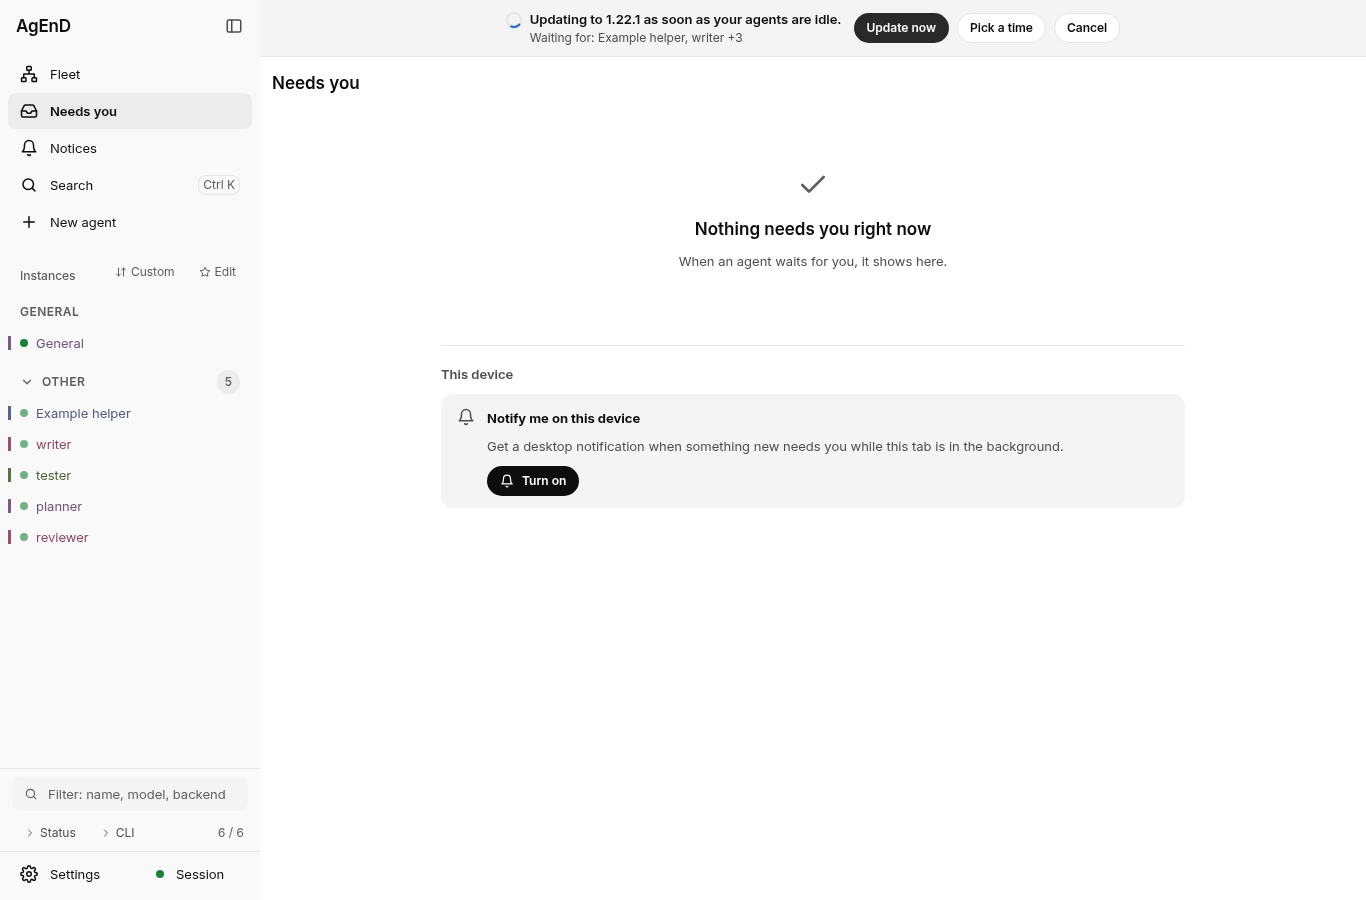 AgEnD
Fleet
Needs you
Notices
Search
Ctrl K
New agent
Instances
Custom
Edit
GENERAL
General
OTHER
5
Example helper
writer
tester
planner
reviewer
Filter: name, model, backend
Status
CLI
6 / 6
Settings
Session
Updating to 1.22.1 as soon as your agents are idle.
Waiting for: Example helper, writer +3
Update now
Pick a time
Cancel
Needs you
Nothing needs you right now
When an agent waits for you, it shows here.
This device
Notify me on this device
Get a desktop notification when something new needs you while this tab is in the background.
Turn on